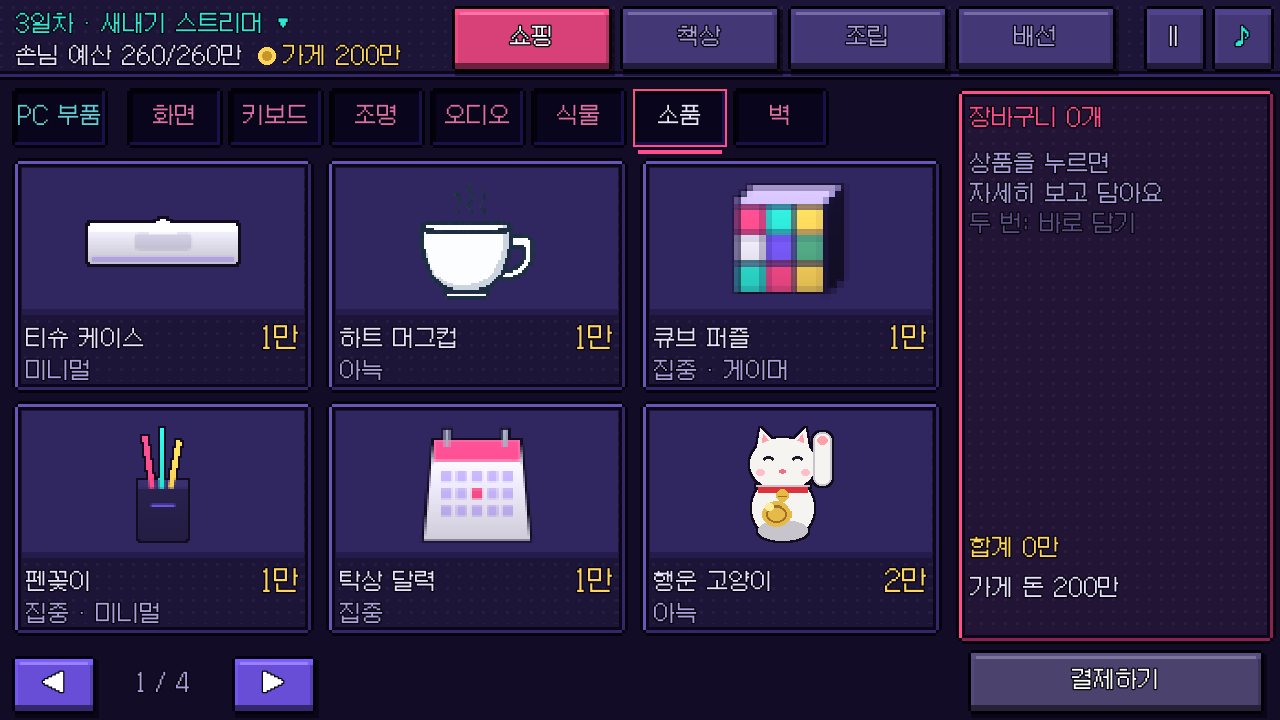 3일차 · 새내기 스트리머 ▼
손님 예산 260/260만 가게 200만
쇼핑
책상
조립
배선
PC 부품
화면
키보드
조명
오디오
식물
소품
벽
티슈 케이스 1만
미니멀
하트 머그컵 1만
아늑
큐브 퍼즐 1만
집중 · 게이머
펜꽂이 1만
집중 · 미니멀
탁상 달력 1만
집중
행운 고양이 2만
아늑
1 / 4
장바구니 0개
상품을 누르면
자세히 보고 담아요
두 번: 바로 담기
합계 0만
가게 돈 200만
결제하기